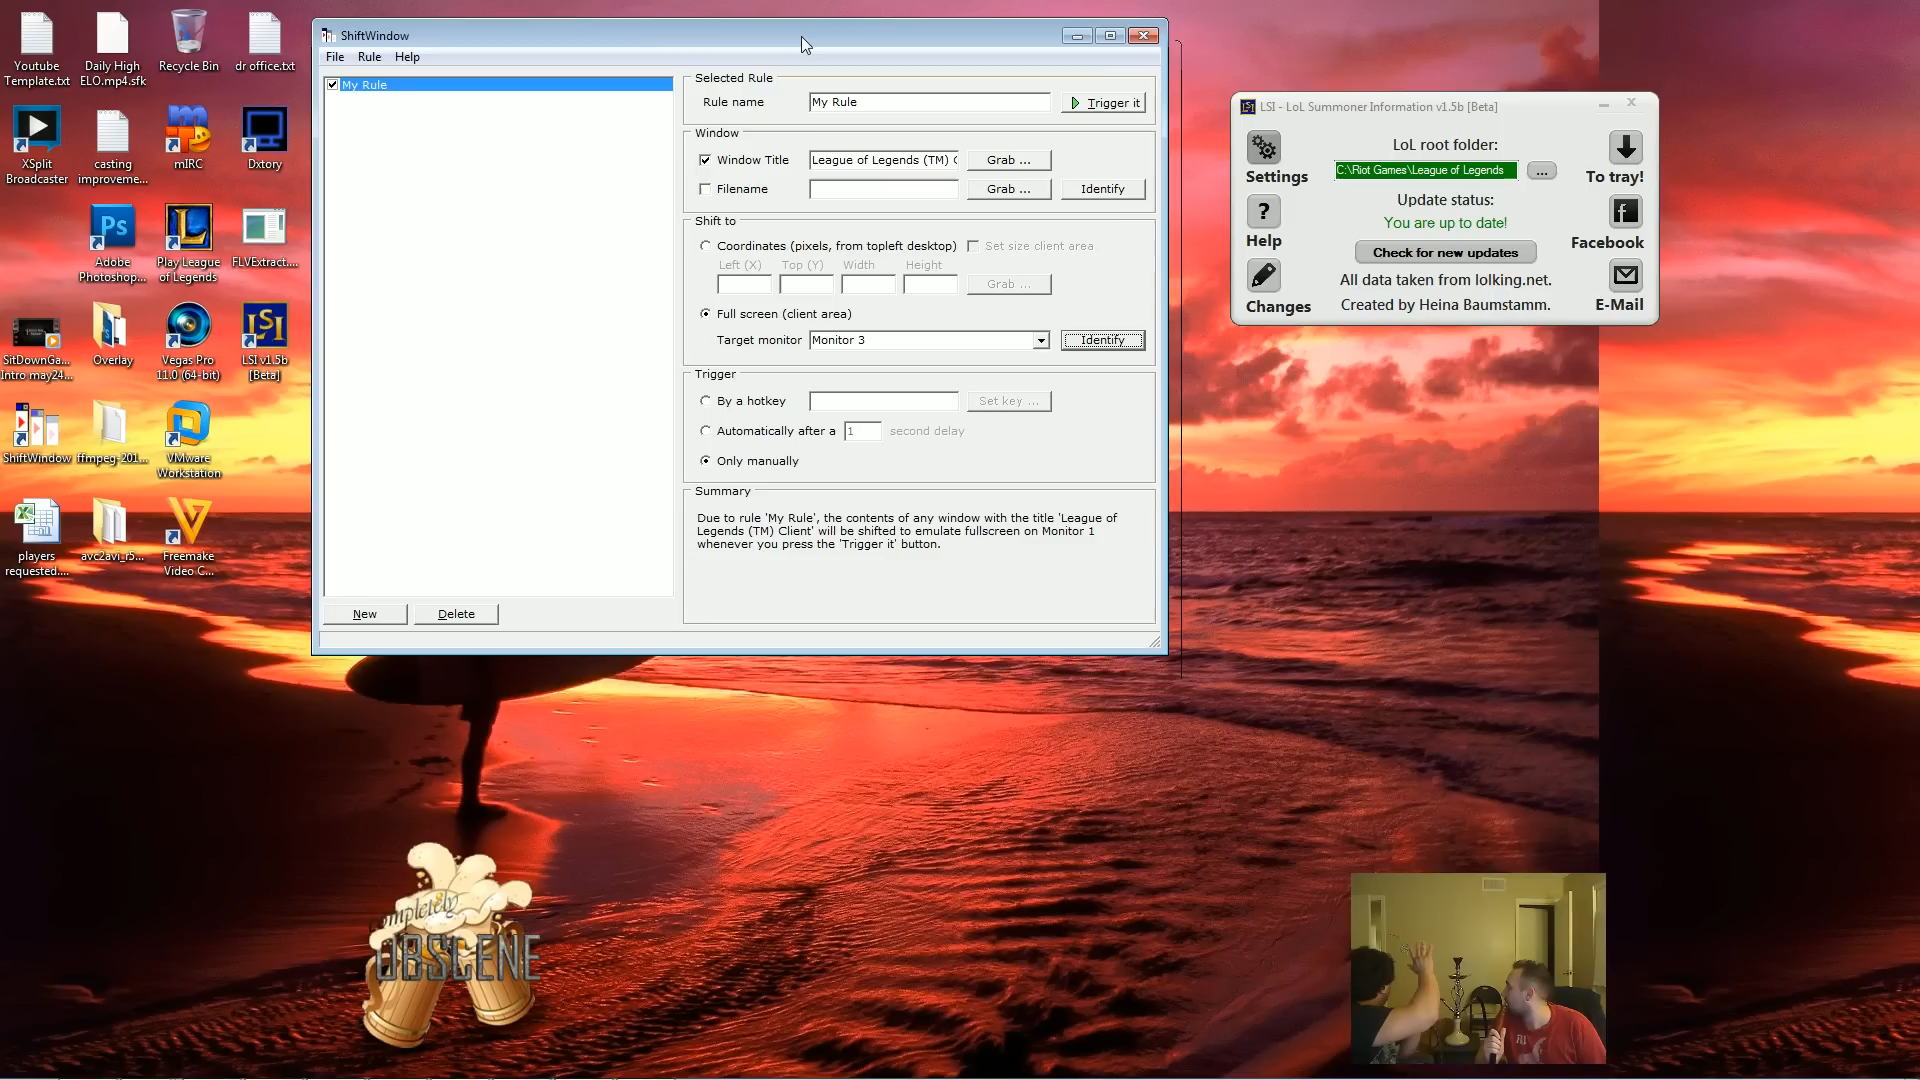 Youtube
Template.txt
Daily High
ELO.mp4.sfk
Recycle Bin
dr office.txt
XSplit
Broadcaster
casting
improveme...
mIRC
Dxtory
Ps
Adobe
Photoshop...
Play League
of Legends
FLVExtract....
SitDownGa...
Intro may24...
Overlay
Vegas Pro
11.0 (64-bit)
LSI
LSI v1.5b
[Beta]
ShiftWindow
ffmpeg-201...
VMware
Workstation
players
requested....
avc2avi_r5...
Freemake
Video C...
ShiftWindow
File Rule Help
My Rule
New
Delete
Selected Rule
Rule name
My Rule
Trigger it
Window
Window Title
League of Legends (TM) C
Grab ...
Filename
Grab ...
Identify
Shift to
Coordinates (pixels, from topleft desktop)
Set size client area
Left (X) Top (Y) Width Height
Grab ...
Full screen (client area)
Target monitor
Monitor 3
Identify
Trigger
By a hotkey
Set key ...
Automatically after a
1
second delay
Only manually
Summary
Due to rule 'My Rule', the contents of any window with the title 'League of
Legends (TM) Client' will be shifted to emulate fullscreen on Monitor 1
whenever you press the 'Trigger it' button.
LSI - LoL Summoner Information v1.5b [Beta]
Settings
Help
Changes
LoL root folder:
C:\Riot Games\League of Legends
...
Update status:
You are up to date!
Check for new updates
All data taken from lolking.net.
Created by Heina Baumstamm.
To tray!
Facebook
E-Mail
Completely
OBSCENE